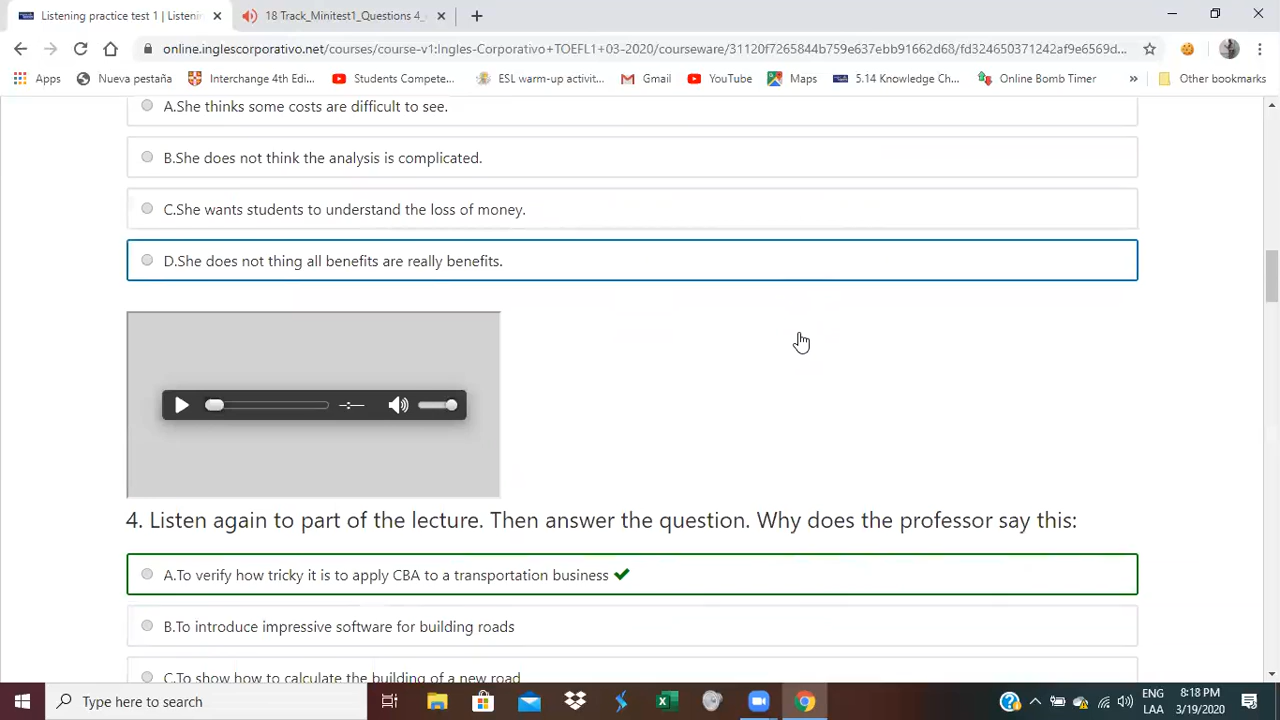 Listening practice test 1 | Listeni
18 Track_Minitest1_Questions 4_
online.inglescorporativo.net/courses/course-v1:Ingles-Corporativo+TOEFL1+03-2020/courseware/31120f7265844b759e637ebb91662d68/fd324650371242af9e6569d...
Apps
Nueva pestaña
Interchange 4th Edi...
Students Compete...
ESL warm-up activit...
Gmail
YouTube
Maps
5.14 Knowledge Ch...
Online Bomb Timer
»
Other bookmarks
A.She thinks some costs are difficult to see.
B.She does not think the analysis is complicated.
C.She wants students to understand the loss of money.
D.She does not thing all benefits are really benefits.
-:--
4. Listen again to part of the lecture. Then answer the question. Why does the professor say this:
A.To verify how tricky it is to apply CBA to a transportation business
B.To introduce impressive software for building roads
C.To show how to calculate the building of a new road
Type here to search
ENG
LAA
8:18 PM
3/19/2020